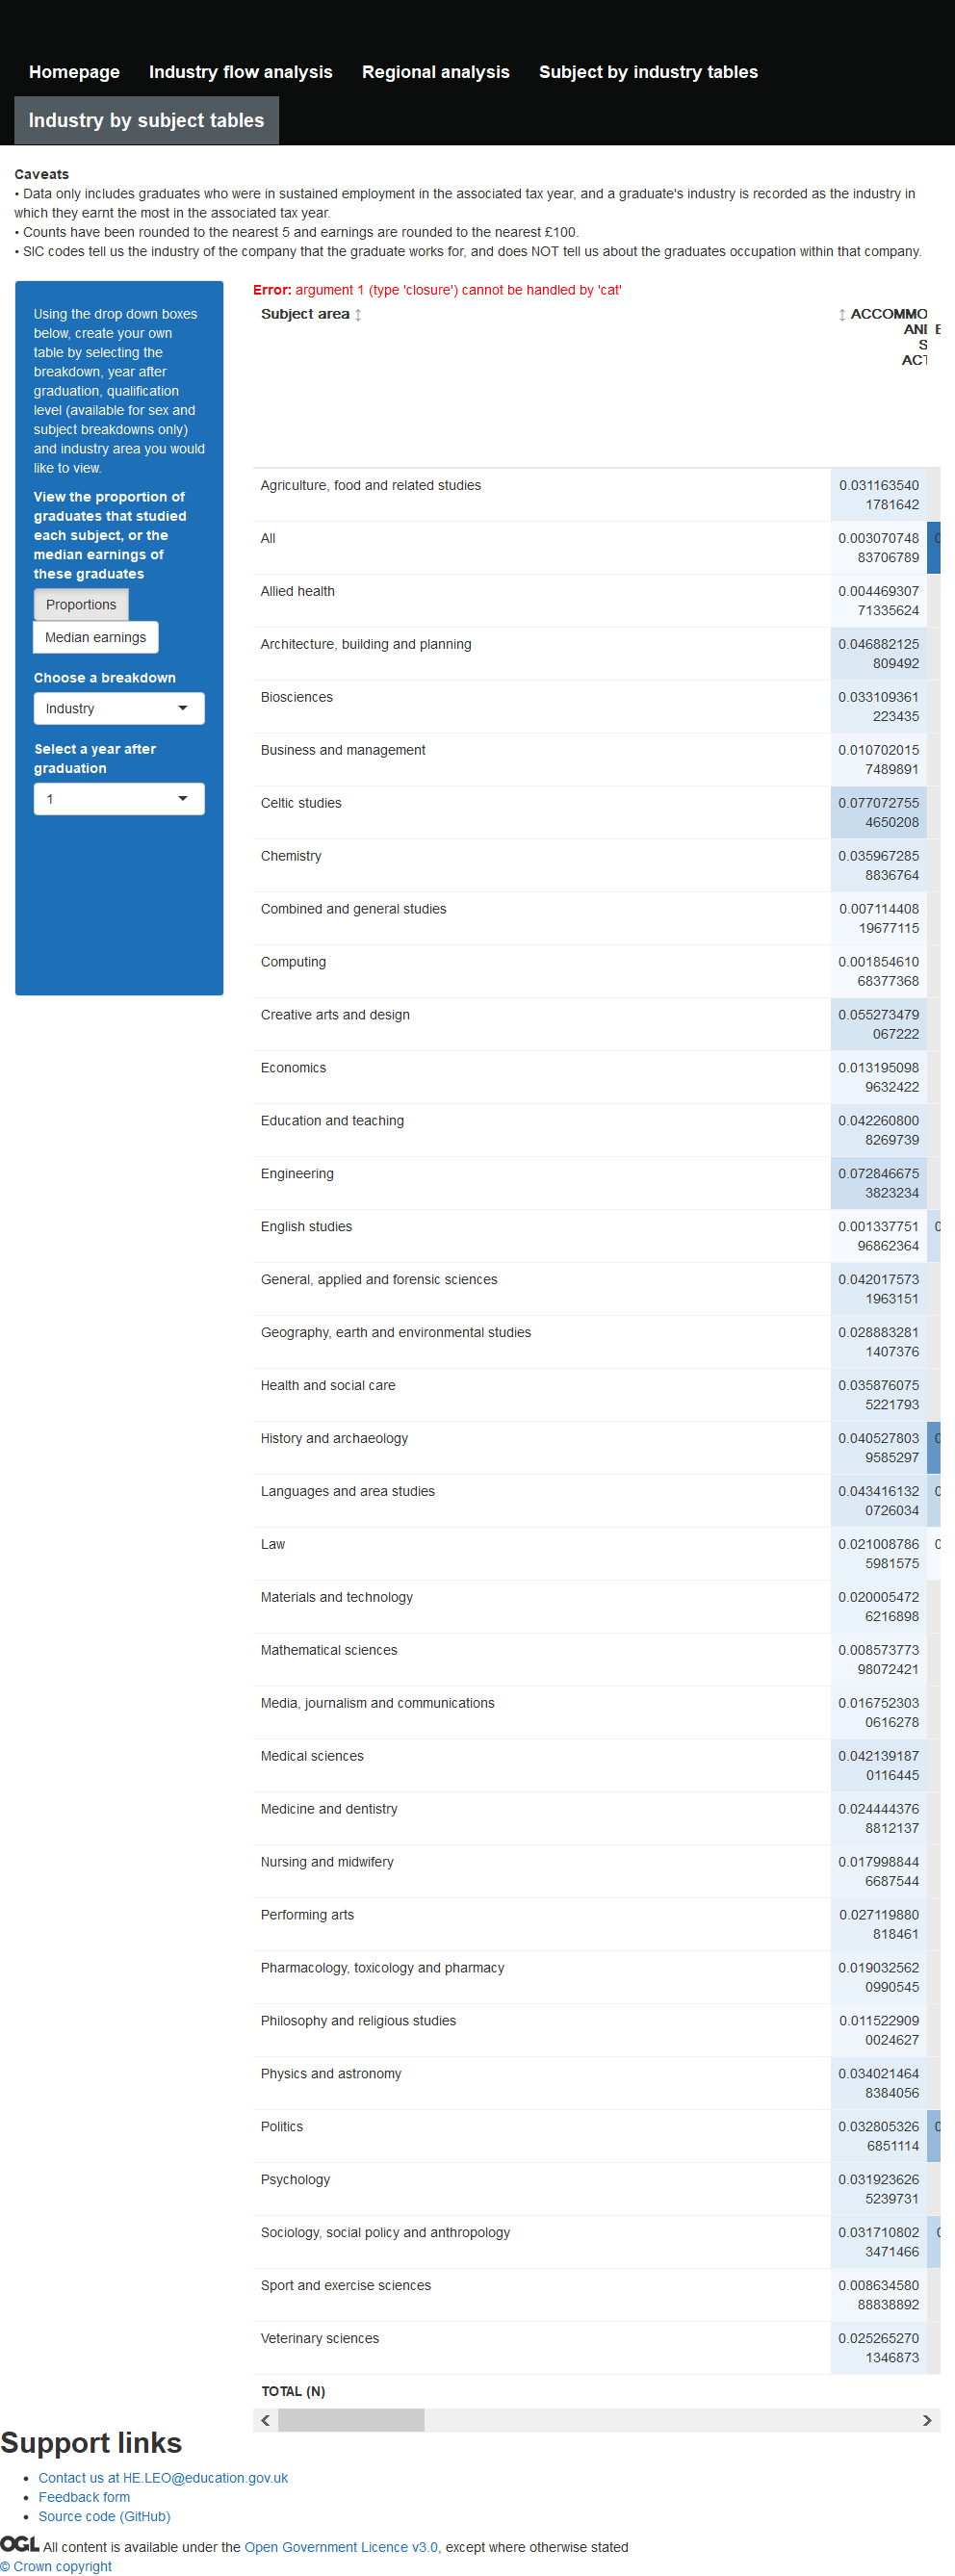 Homepage Industry flow analysis Regional analysis Subject by industry tables
Industry by subject tables
Caveats
• Data only includes graduates who were in sustained employment in the associated tax year, and a graduate's industry is recorded as the industry in
which they earnt the most in the associated tax year.
• Counts have been rounded to the nearest 5 and earnings are rounded to the nearest £100.
• SIC codes tell us the industry of the company that the graduate works for, and does NOT tell us about the graduates occupation within that company.
Using the drop down boxes
below, create your own
table by selecting the
breakdown, year after
graduation, qualification
level (available for sex and
subject breakdowns only)
and industry area you would
like to view.
View the proportion of
graduates that studied
each subject, or the
median earnings of
these graduates
Proportions
Median earnings
Choose a breakdown
Industry
Select a year after
graduation
1
Error: argument 1 (type 'closure') cannot be handled by 'cat'
Subject area ACCOMMO
AND E
S
ACT
Agriculture, food and related studies 0.031163540
1781642
All 0.003070748
83706789
Allied health 0.004469307
71335624
Architecture, building and planning 0.046882125
809492
Biosciences 0.033109361
223435
Business and management 0.010702015
7489891
Celtic studies 0.077072755
4650208
Chemistry 0.035967285
8836764
Combined and general studies 0.007114408
19677115
Computing 0.001854610
68377368
Creative arts and design 0.055273479
067222
Economics 0.013195098
9632422
Education and teaching 0.042260800
8269739
Engineering 0.072846675
3823234
English studies 0.001337751
96862364
General, applied and forensic sciences 0.042017573
1963151
Geography, earth and environmental studies 0.028883281
1407376
Health and social care 0.035876075
5221793
History and archaeology 0.040527803
9585297
Languages and area studies 0.043416132
0726034
Law 0.021008786
5981575
Materials and technology 0.020005472
6216898
Mathematical sciences 0.008573773
98072421
Media, journalism and communications 0.016752303
0616278
Medical sciences 0.042139187
0116445
Medicine and dentistry 0.024444376
8812137
Nursing and midwifery 0.017998844
6687544
Performing arts 0.027119880
818461
Pharmacology, toxicology and pharmacy 0.019032562
0990545
Philosophy and religious studies 0.011522909
0024627
Physics and astronomy 0.034021464
8384056
Politics 0.032805326
6851114
Psychology 0.031923626
5239731
Sociology, social policy and anthropology 0.031710802
3471466
Sport and exercise sciences 0.008634580
88838892
Veterinary sciences 0.025265270
1346873
TOTAL (N)
Support links
• Contact us at HE.LEO@education.gov.uk
• Feedback form
• Source code (GitHub)
OGL All content is available under the Open Government Licence v3.0, except where otherwise stated
© Crown copyright